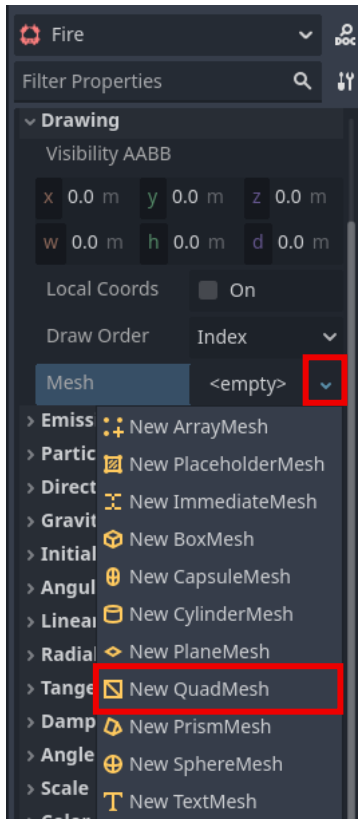 Fire
DOC
Filter Properties
Drawing
Visibility AABB
x 0.0 m y 0.0 m z 0.0 m
w 0.0 m h 0.0 m d 0.0 m
Local Coords On
Draw Order Index
Mesh <empty>
Emiss
New ArrayMesh
Partic
New PlaceholderMesh
Direct
New ImmediateMesh
Gravit
New BoxMesh
Initial
New CapsuleMesh
Angul
New CylinderMesh
Linear
New PlaneMesh
Radial
New QuadMesh
Tange
New PrismMesh
Damp
New SphereMesh
Angle
New TextMesh
Scale
Color